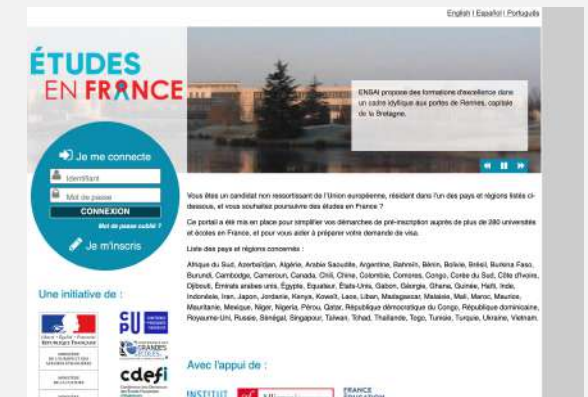 English | Español | Português
ÉTUDES
EN FRANCE
ENSAI propose des formations d'excellence dans
un cadre idyllique aux portes de Rennes, capitale
de la Bretagne.
Je me connecte
Identifiant
Mot de passe
CONNEXION
Mot de passe oublié ?
Je m'inscris
Vous êtes un candidat non ressortissant de l'Union européenne, résidant dans l'un des pays et régions listés ci-
dessous, et vous souhaitez poursuivre des études en France ?
Ce portail a été mis en place pour simplifier vos démarches de pré-inscription auprès de plus de 280 universités
et écoles en France, et pour vous aider à préparer votre demande de visa.
Liste des pays et régions concernés :
Afrique du Sud, Azerbaïdjan, Algérie, Arabie Saoudite, Argentine, Bahreïn, Bénin, Bolivie, Brésil, Burkina Faso,
Burundi, Cambodge, Cameroun, Canada, Chili, Chine, Colombie, Comores, Congo, Corée du Sud, Côte d'Ivoire,
Djibouti, Émirats arabes unis, Égypte, Equateur, États-Unis, Gabon, Géorgie, Ghana, Guinée, Haïti, Inde,
Indonésie, Iran, Japon, Jordanie, Kenya, Koweït, Laos, Liban, Madagascar, Malaisie, Mali, Maroc, Maurice,
Mauritanie, Mexique, Niger, Nigeria, Pérou, Qatar, République démocratique du Congo, République dominicaine,
Royaume-Uni, Russie, Sénégal, Singapour, Taïwan, Tchad, Thaïlande, Togo, Tunisie, Turquie, Ukraine, Vietnam.
Une initiative de :
RÉPUBLIQUE FRANÇAISE
CPU
GRANDES
ECOLES
cdefi
Avec l'appui de :
INSTITUT
FRANCE